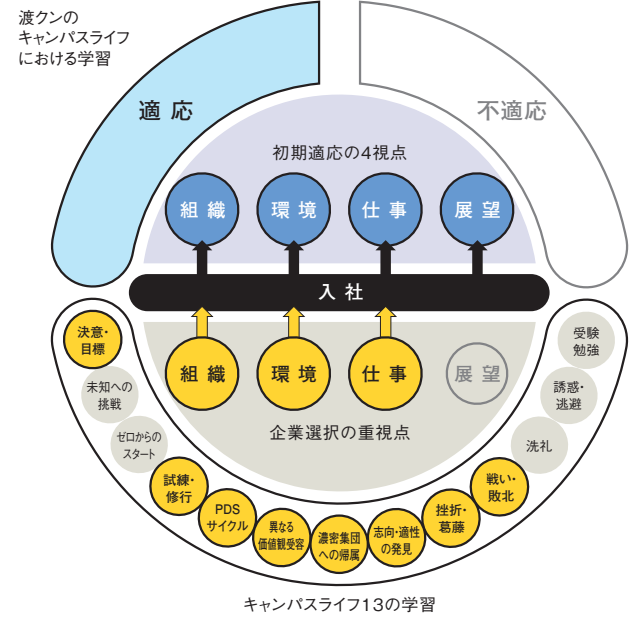 渡クンの
キャンパスライフ
における学習
適応
不適応
初期適応の4視点
組織
環境
仕事
展望
入社
組織
環境
仕事
展望
企業選択の重視点
決意・
目標
未知への
挑戦
ゼロからの
スタート
試練・
修行
PDS
サイクル
異なる
価値観受容
濃密集団
への帰属
志向・適性
の発見
挫折・
葛藤
戦い・
敗北
洗礼
誘惑・
逃避
受験
勉強
キャンパスライフ13の学習